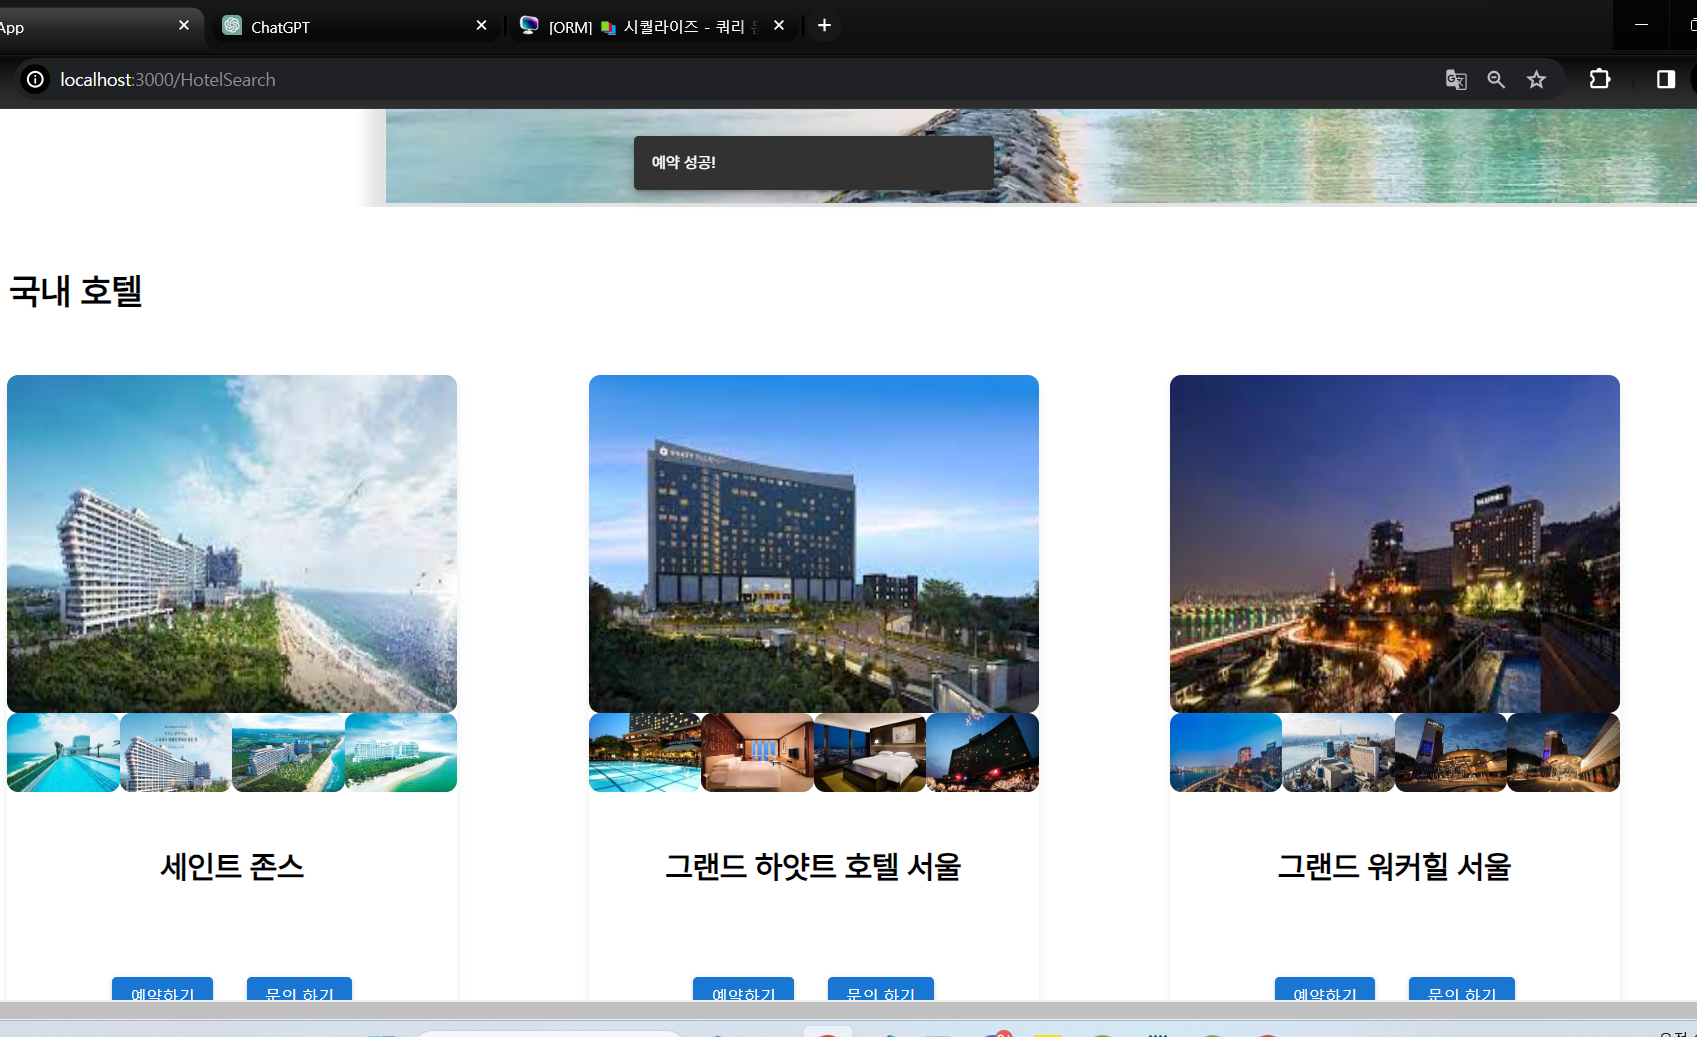 App
ChatGPT
[ORM] 시퀄라이즈 - 쿼리
localhost:3000/HotelSearch
예약 성공!
국내 호텔
세인트 존스
그랜드 하얏트 호텔 서울
그랜드 워커힐 서울
예약하기 문의 하기 예약하기 문의 하기 예약하기 문의 하기